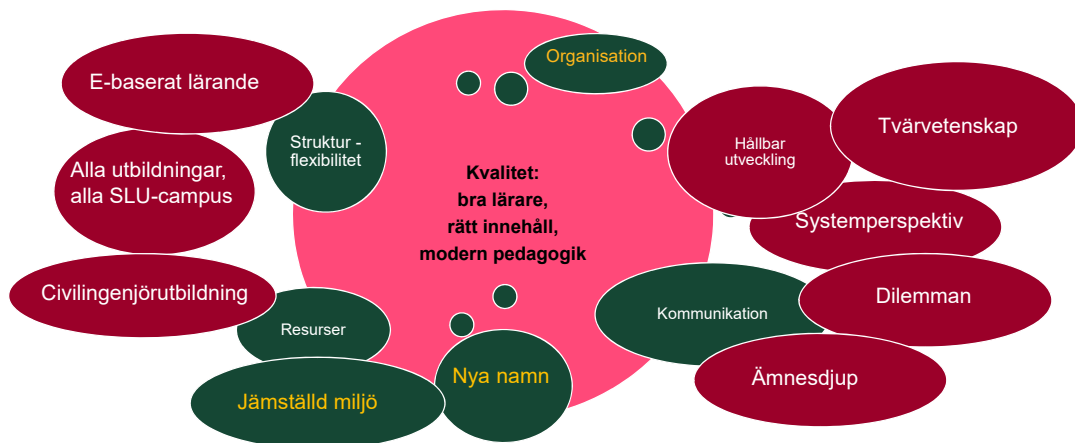 Organisation
E-baserat lärande
Tvärvetenskap
Struktur -
flexibilitet
Hållbar
utveckling
Alla utbildningar,
alla SLU-campus
Kvalitet:
bra lärare,
rätt innehåll,
modern pedagogik
Systemperspektiv
Civilingenjörutbildning
Dilemman
Kommunikation
Resurser
Nya namn
Ämnesdjup
Jämställd miljö